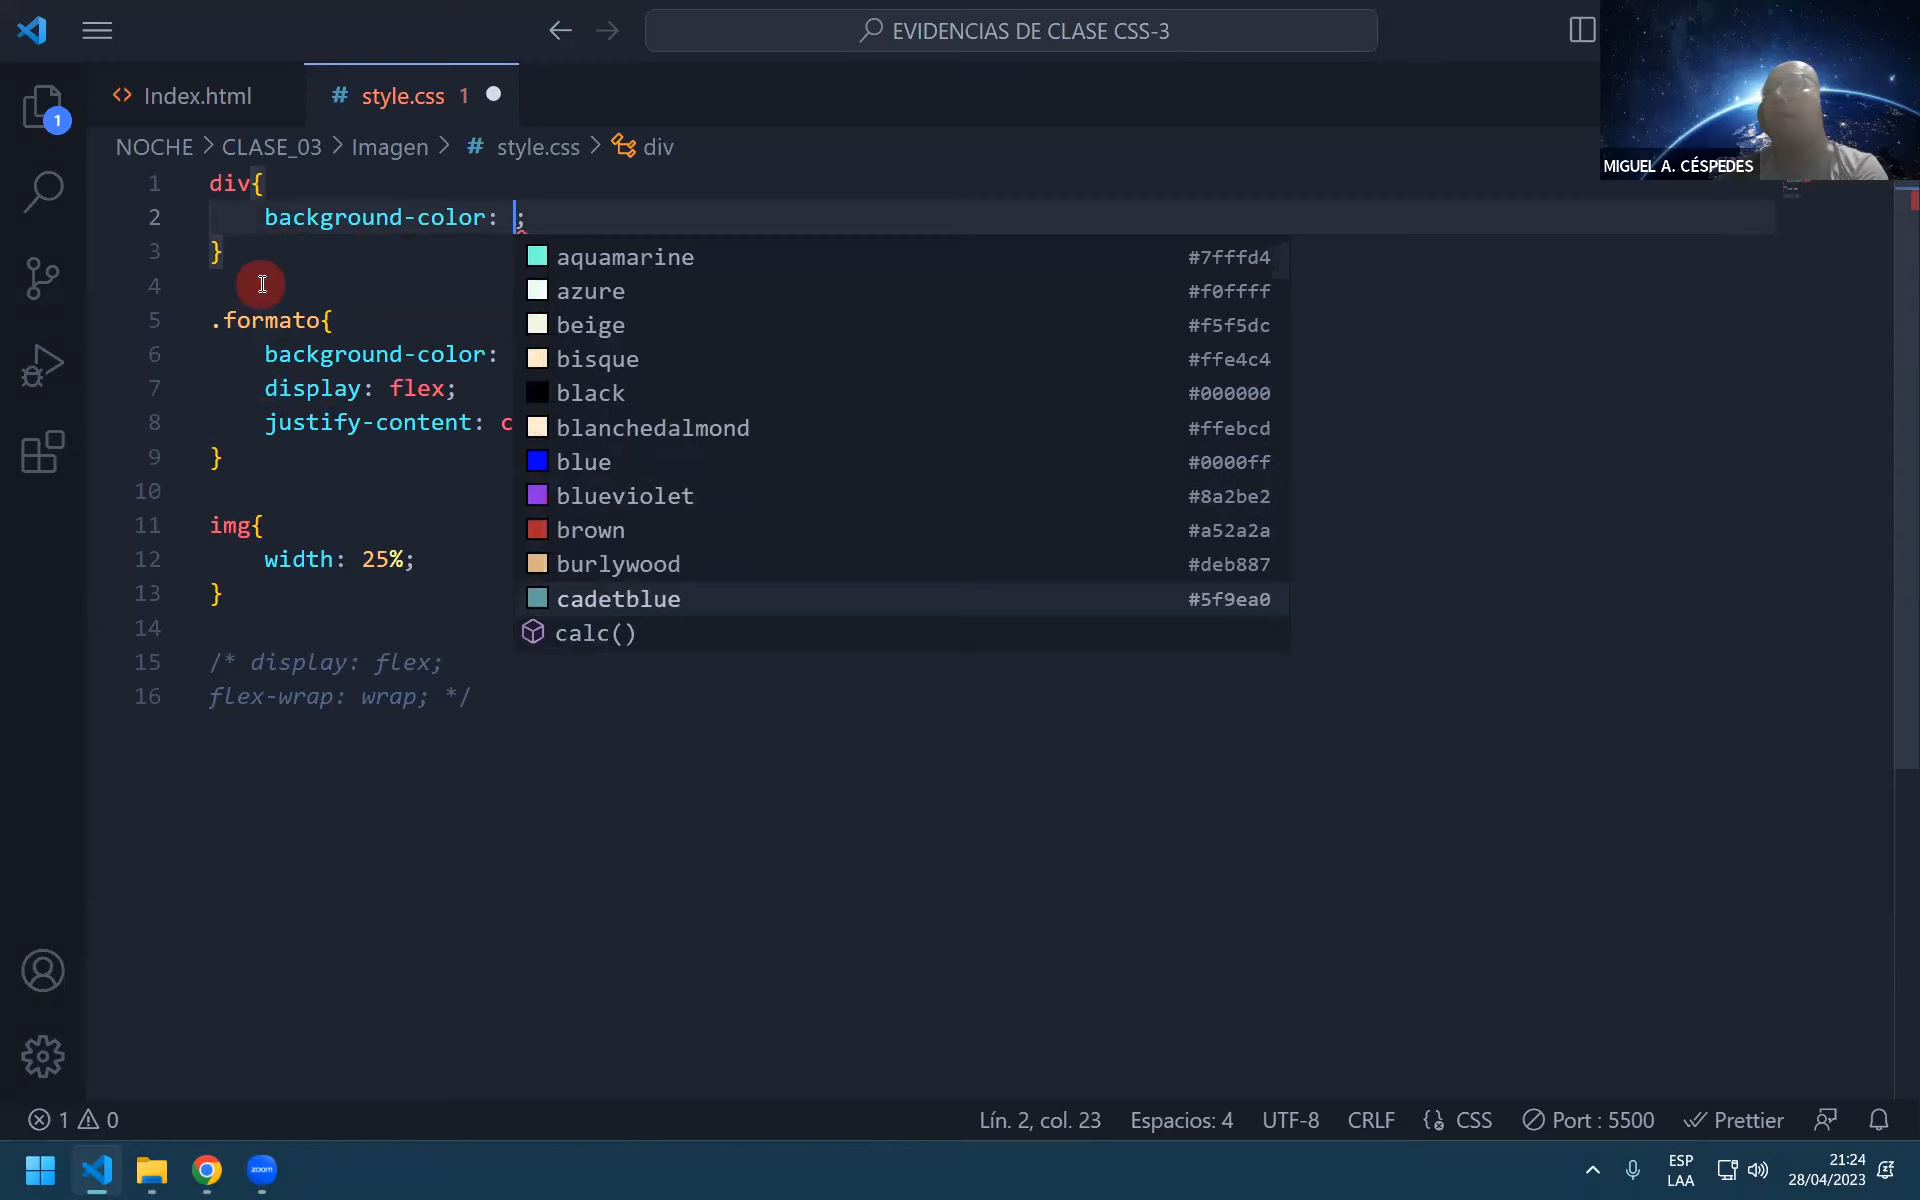 EVIDENCIAS DE CLASE CSS-3
<> Index.html
# style.css 1
MIGUEL A. CÉSPEDES
1
NOCHE > CLASE_03 > Imagen > # style.css > div
1 div{
2 background-color: ;
3 }
4
5 .formato{
6 background-color:
7 display: flex;
8 justify-content: c
9 }
10
11 img{
12 width: 25%;
13 }
14
15 /* display: flex;
16 flex-wrap: wrap; */
aquamarine #7fffd4
azure #f0ffff
beige #f5f5dc
bisque #ffe4c4
black #000000
blanchedalmond #ffebcd
blue #0000ff
blueviolet #8a2be2
brown #a52a2a
burlywood #deb887
cadetblue #5f9ea0
calc()
1 0 Lín. 2, col. 23 Espacios: 4 UTF-8 CRLF {} CSS Port : 5500 Prettier
zoom
ESP
LAA
21:24
28/04/2023